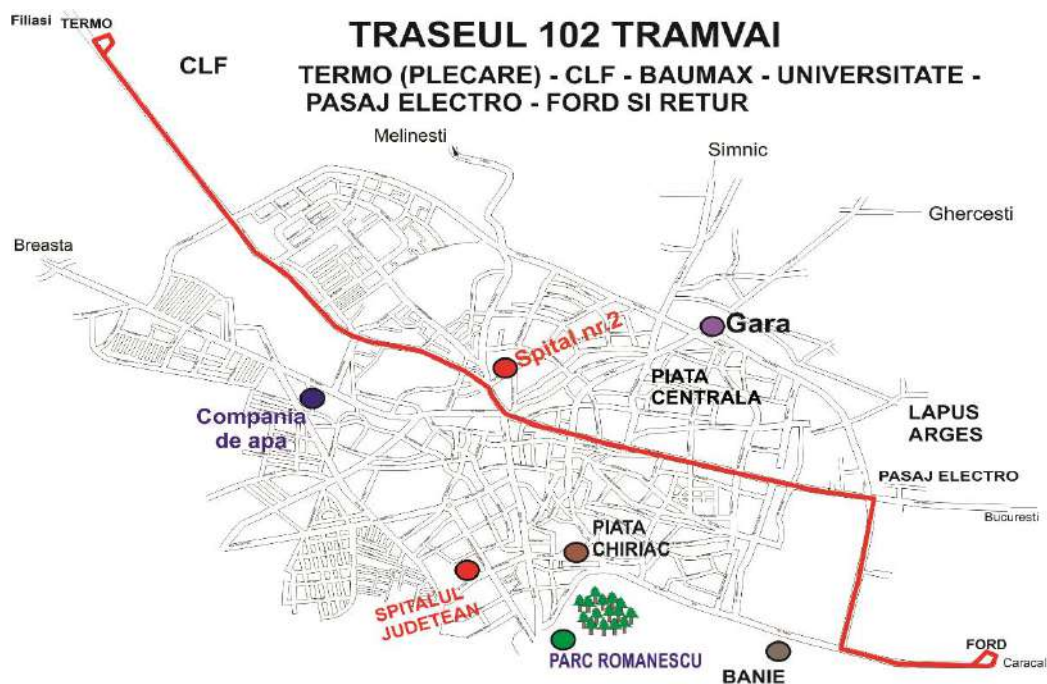 TRASEUL 102 TRAMVAI
TERMO (PLECARE) - CLF - BAUMAX - UNIVERSITATE -
PASAJ ELECTRO - FORD SI RETUR
Filiasi
TERMO
CLF
Melinesti
Simnic
Ghercesti
Breasta
Gara
Spital nr.2
PIATA
CENTRALA
Compania
de apa
LAPUS
ARGES
PASAJ ELECTRO
Bucuresti
PIATA
CHIRIAC
SPITALUL
JUDETEAN
PARC ROMANESCU
BANIE
FORD
Caracal